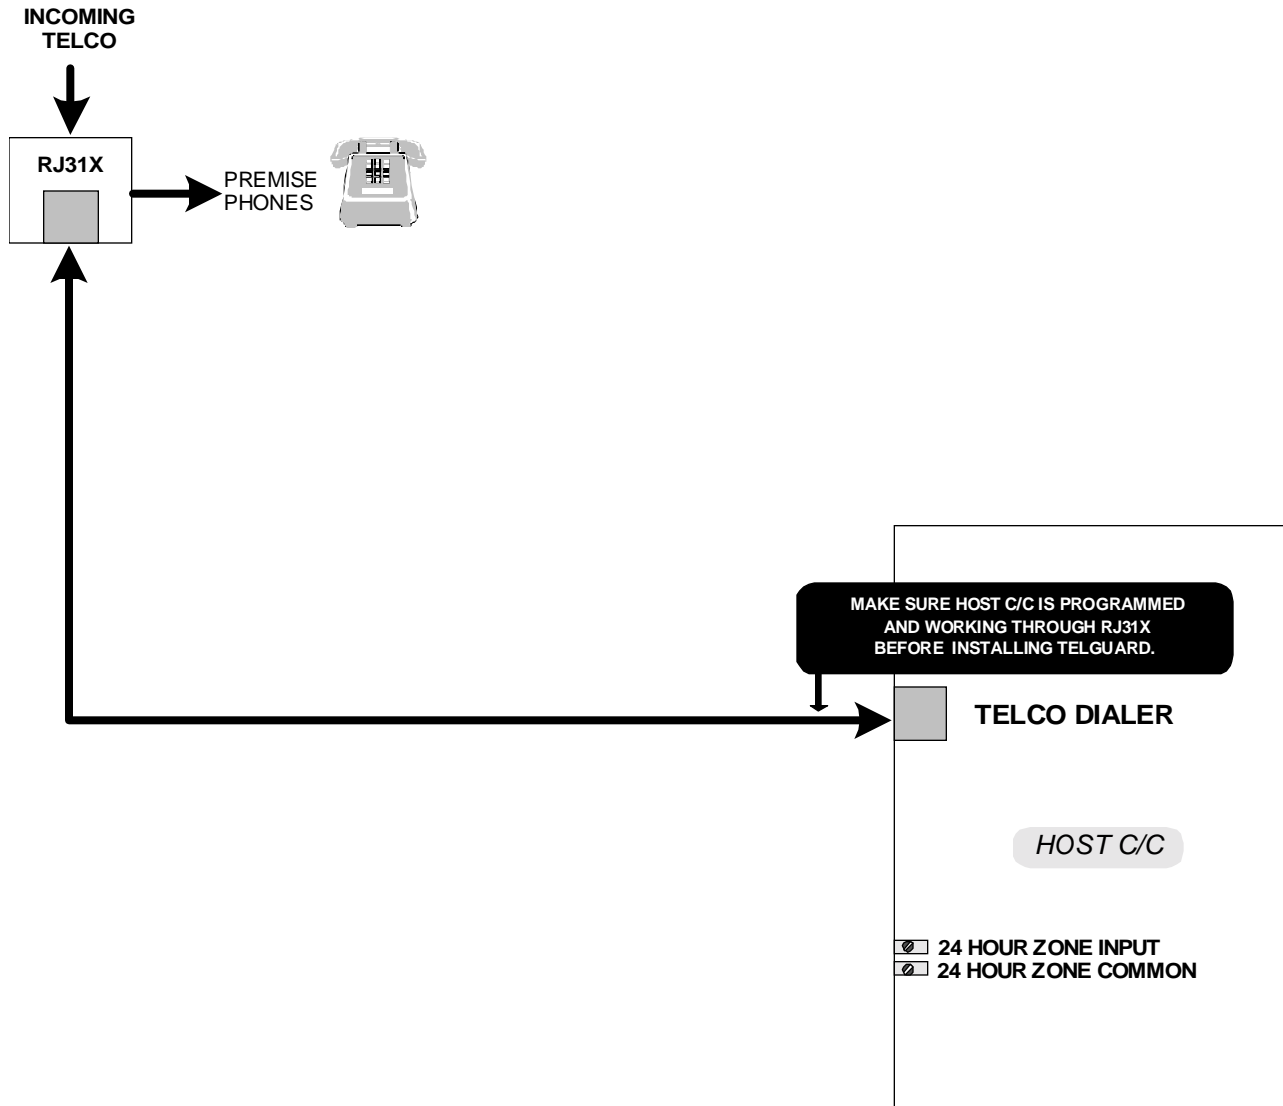 INCOMING
TELCO
RJ31X
PREMISE
PHONES
MAKE SURE HOST C/C IS PROGRAMMED
AND WORKING THROUGH RJ31X
BEFORE INSTALLING TELGUARD.
TELCO DIALER
HOST C/C
24 HOUR ZONE INPUT
24 HOUR ZONE COMMON